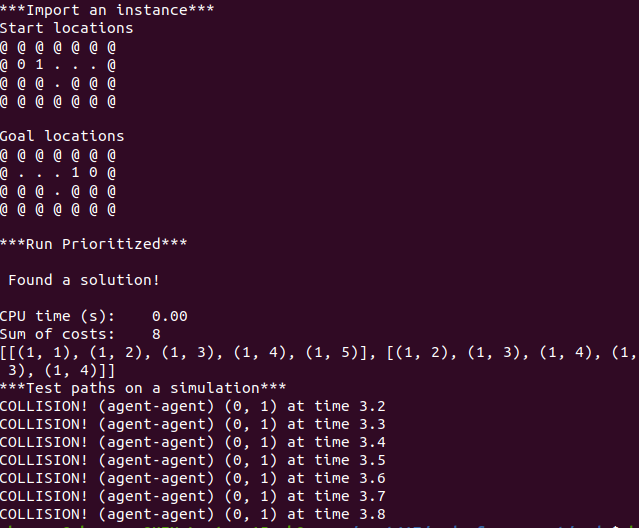 ***Import an instance***
Start locations
@ @ @ @ @ @ @
@ 0 1 . . . @
@ @ @ . @ @ @
@ @ @ @ @ @ @
Goal locations
@ @ @ @ @ @ @
@ . . . 1 0 @
@ @ @ . @ @ @
@ @ @ @ @ @ @
***Run Prioritized***
Found a solution!
CPU time (s):    0.00
Sum of costs:    8
[[(1, 1), (1, 2), (1, 3), (1, 4), (1, 5)], [(1, 2), (1, 3), (1, 4), (1,
3), (1, 4)]]
***Test paths on a simulation***
COLLISION! (agent-agent) (0, 1) at time 3.2
COLLISION! (agent-agent) (0, 1) at time 3.3
COLLISION! (agent-agent) (0, 1) at time 3.4
COLLISION! (agent-agent) (0, 1) at time 3.5
COLLISION! (agent-agent) (0, 1) at time 3.6
COLLISION! (agent-agent) (0, 1) at time 3.7
COLLISION! (agent-agent) (0, 1) at time 3.8